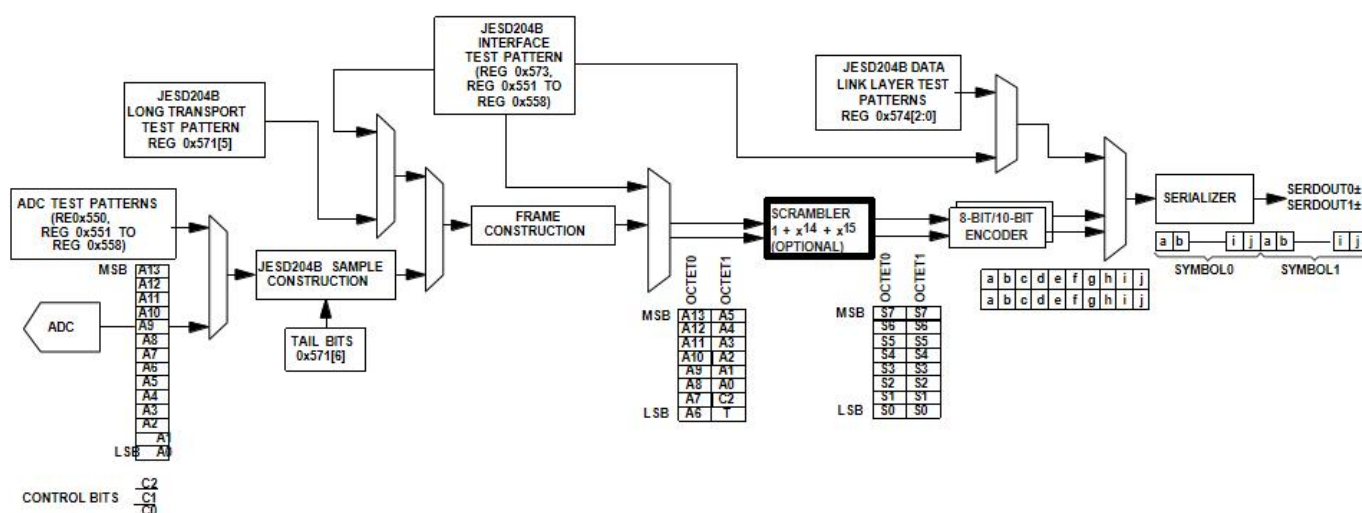 JESD204B
INTERFACE
TEST PATTERN
(REG 0x573,
REG 0x551 TO
REG 0x558)
JESD204B
LONG TRANSPORT
TEST PATTERN
REG 0x571[5]
JESD204B DATA
LINK LAYER TEST
PATTERNS
REG 0x574[2:0]
ADC TEST PATTERNS
(RE0x550,
REG 0x551 TO
REG 0x558)
JESD204B SAMPLE
CONSTRUCTION
TAIL BITS
0x571[6]
FRAME
CONSTRUCTION
SCRAMBLER
1 + x14 + x15
(OPTIONAL)
8-BIT/10-BIT
ENCODER
SERIALIZER
SERDOUT0±
SERDOUT1±
a b i j a b i j
SYMBOL0 SYMBOL1
a b c d e f g h i j
a b c d e f g h i j
ADC
MSB A13
A12
A11
A10
A9
A8
A7
A6
A5
A4
A3
A2
A1
LSB A0
C2
CONTROL BITS C1
C0
OCTET0 OCTET1
MSB A13 A5
A12 A4
A11 A3
A10 A2
A9 A1
A8 A0
A7 C2
LSB A6 T
OCTET0 OCTET1
MSB S7 S7
S6 S6
S5 S5
S4 S4
S3 S3
S2 S2
S1 S1
LSB S0 S0